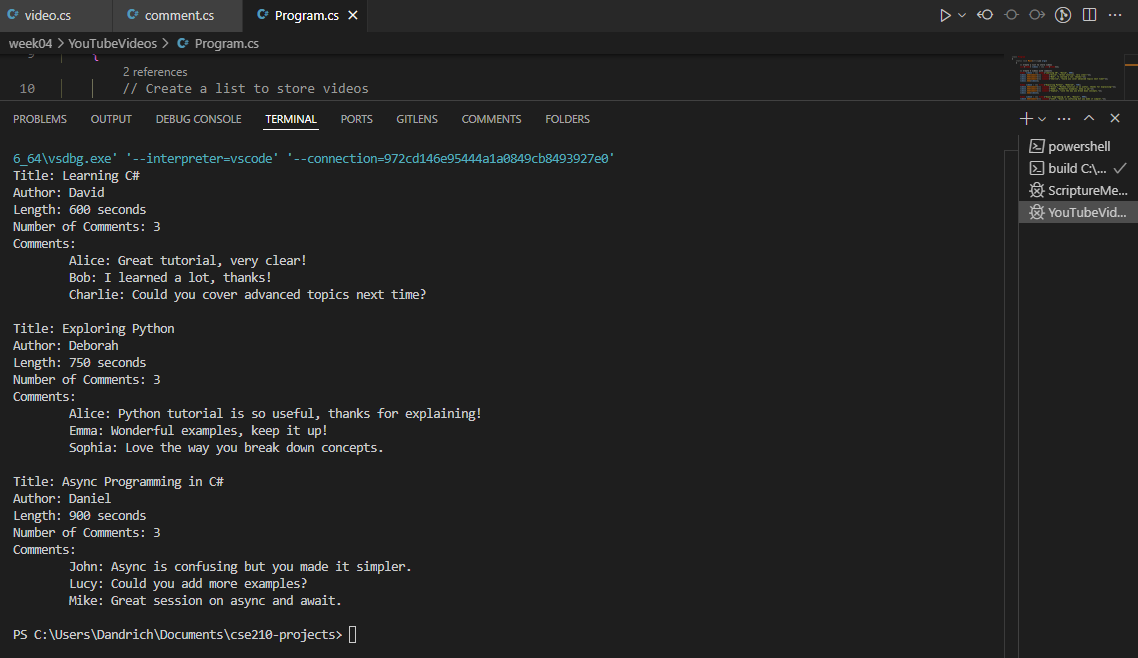 video.cs comment.cs Program.cs
week04 > YouTubeVideos > Program.cs
9 {
2 references
10 // Create a list to store videos
PROBLEMS OUTPUT DEBUG CONSOLE TERMINAL PORTS GITLENS COMMENTS FOLDERS
powershell
build C:\...
ScriptureMe...
YouTubeVid...
6_64\vsdbg.exe' '--interpreter=vscode' '--connection=972cd146e95444a1a0849cb8493927e0'
Title: Learning C#
Author: David
Length: 600 seconds
Number of Comments: 3
Comments:
Alice: Great tutorial, very clear!
Bob: I learned a lot, thanks!
Charlie: Could you cover advanced topics next time?
Title: Exploring Python
Author: Deborah
Length: 750 seconds
Number of Comments: 3
Comments:
Alice: Python tutorial is so useful, thanks for explaining!
Emma: Wonderful examples, keep it up!
Sophia: Love the way you break down concepts.
Title: Async Programming in C#
Author: Daniel
Length: 900 seconds
Number of Comments: 3
Comments:
John: Async is confusing but you made it simpler.
Lucy: Could you add more examples?
Mike: Great session on async and await.
PS C:\Users\Dandrich\Documents\cse210-projects>